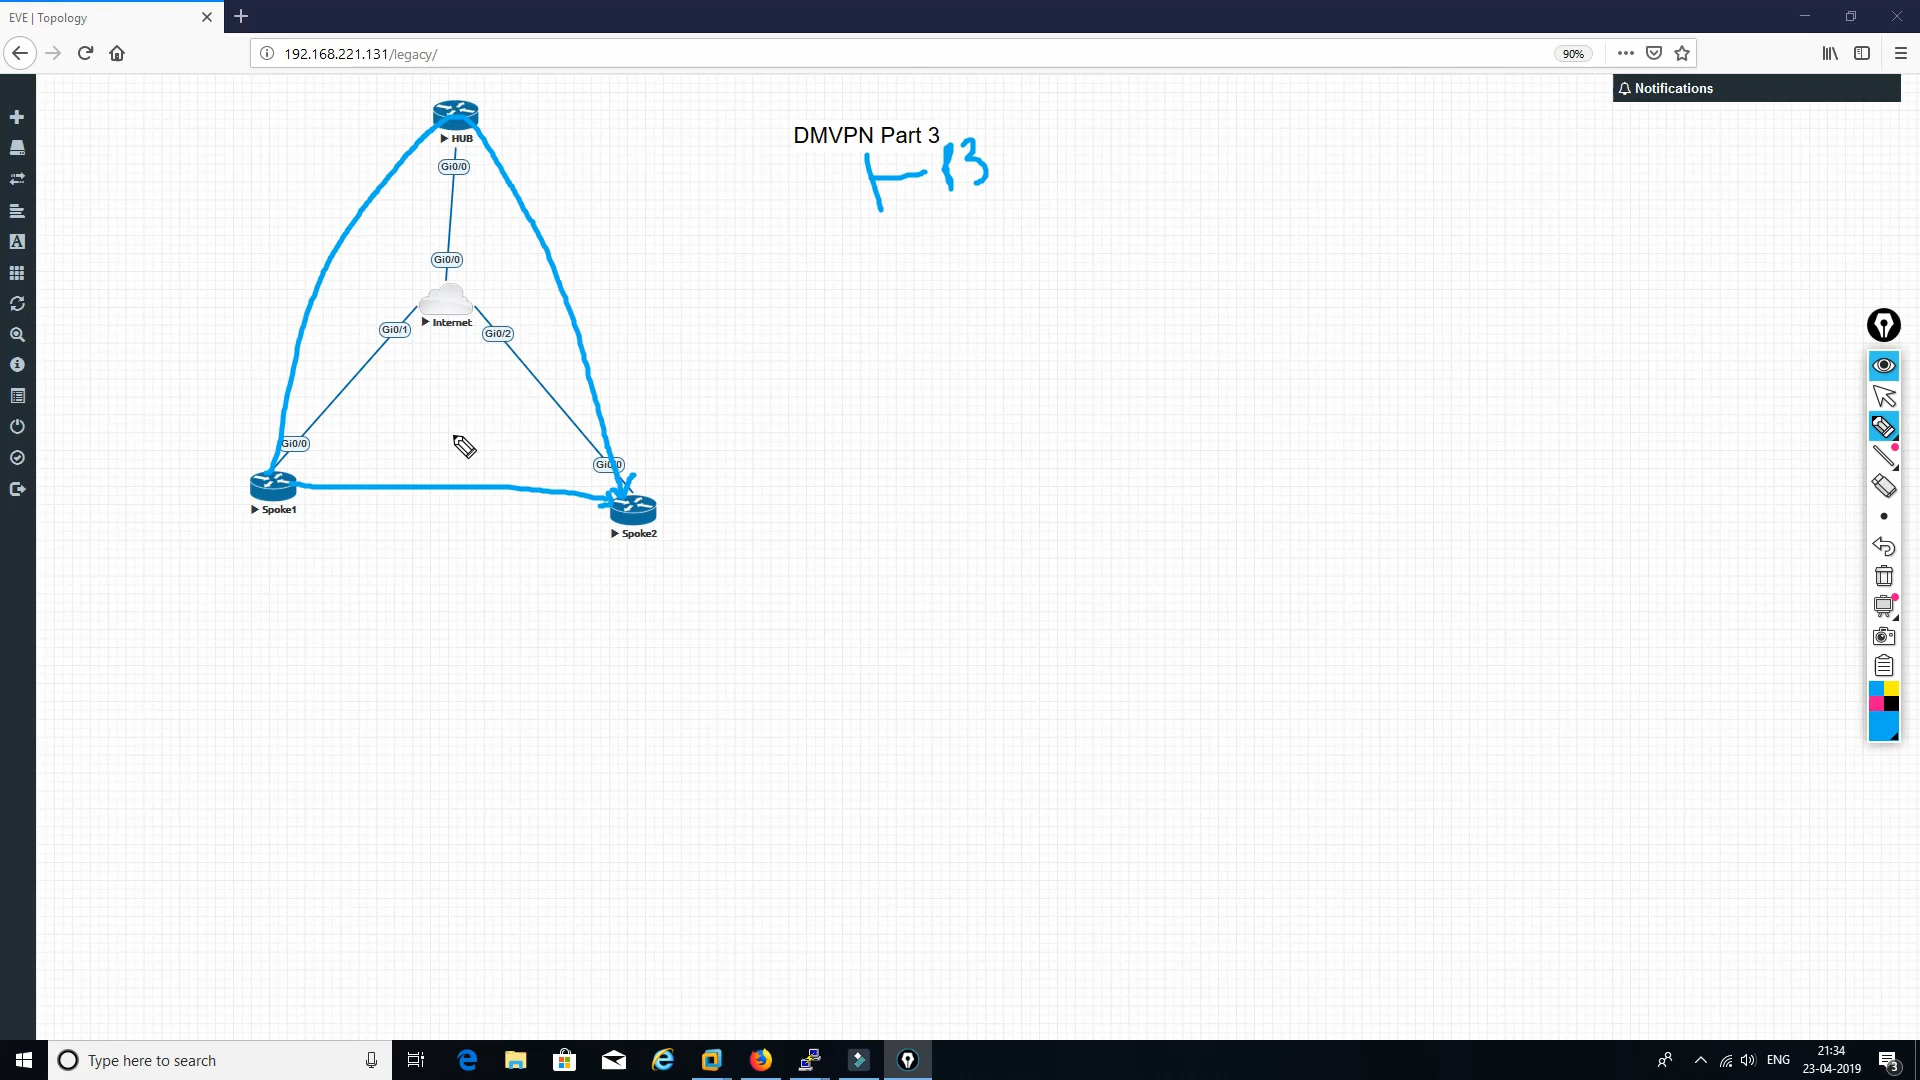 EVE | Topology
192.168.221.131/legacy/
90%
Notifications
HUB
Gi0/0
DMVPN Part 3
P3
Gi0/0
Internet
Gi0/1
Gi0/2
Gi0/0
Gi0/0
Spoke1
Spoke2
Type here to search
ENG
21:34
23-04-2019
3